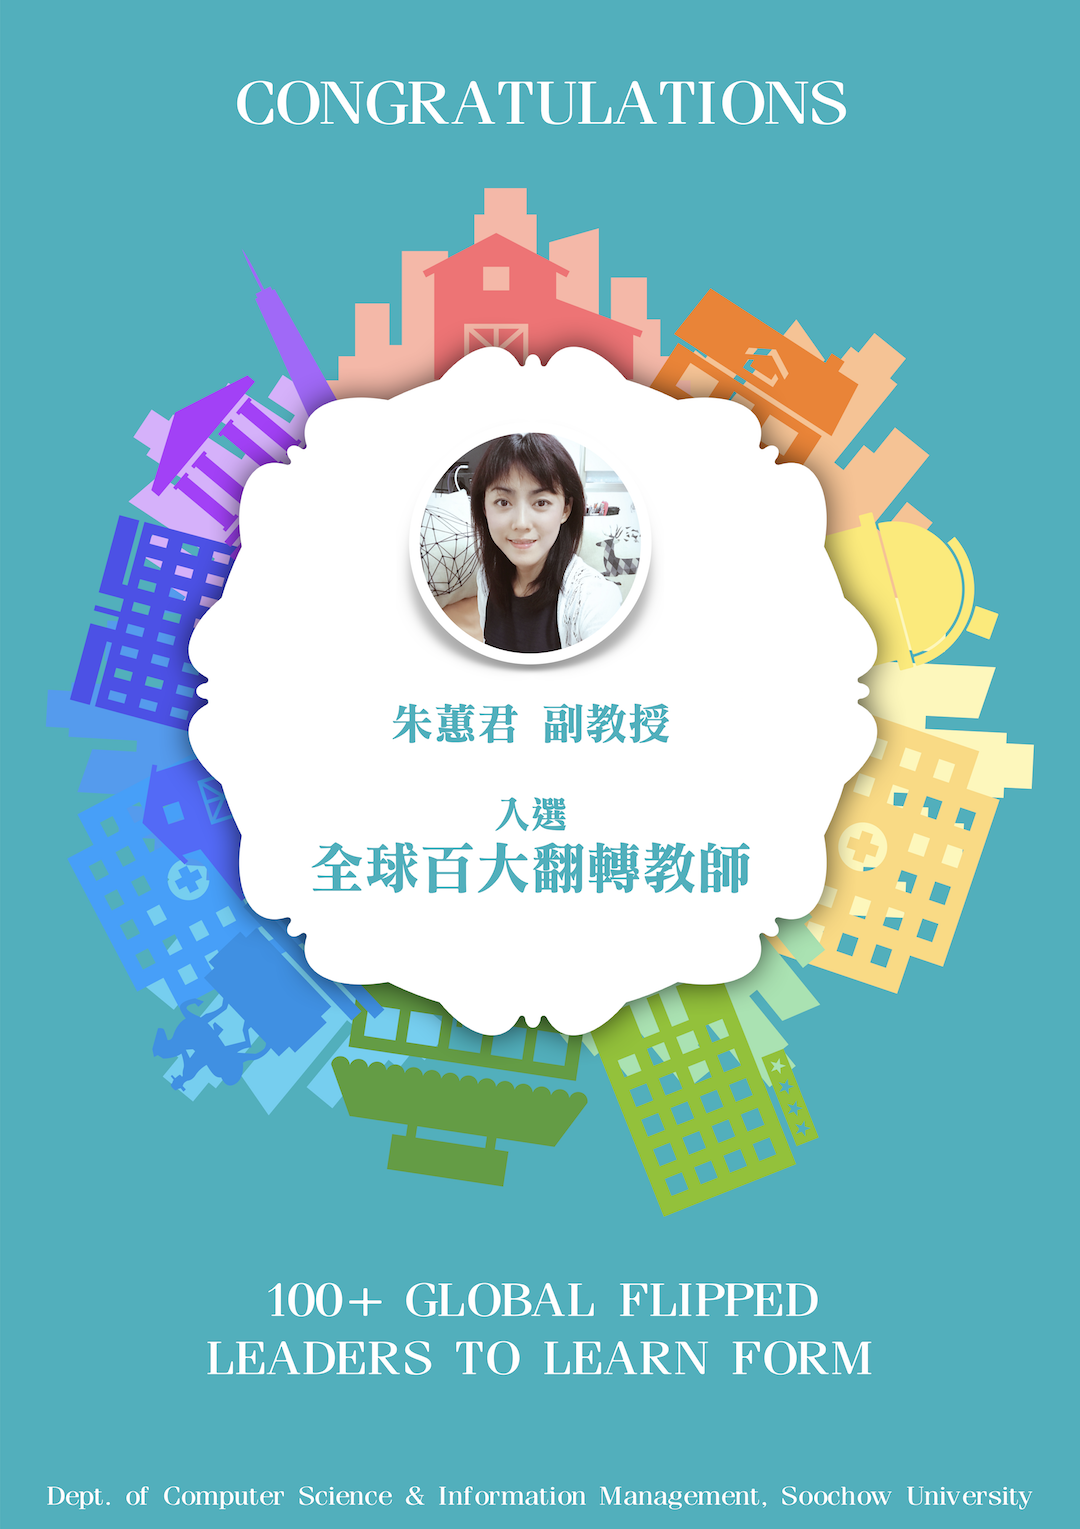 CONGRATULATIONS
朱蕙君 副教授
入選
全球百大翻轉教師
100+ GLOBAL FLIPPED
LEADERS TO LEARN FORM
Dept. of Computer Science & Information Management, Soochow University